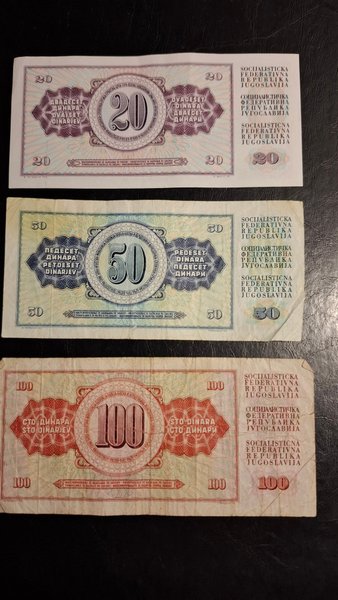 20
20
ДВАДЕСЕТ
ДИНАРА
DVAJSET
DINARJEV
20
DVADESET
DINARA
ДВАЕСЕТ
ДИНАРИ
20
20
20
SOCIJALISTIČKA
FEDERATIVNA
REPUBLIKA
JUGOSLAVIJA
СОЦИЈАЛИСТИЧКА
ФЕДЕРАТИВНА
РЕПУБЛИКА
ЈУГОСЛАВИЈА
SOCIALISTIČNA
FEDERATIVNA
REPUBLIKA
JUGOSLAVIJA
50
50
ПЕДЕСЕТ
ДИНАРА
PETDESET
DINARJEV
50
PEDESET
DINARA
ПЕДЕСЕТ
ДИНАРИ
50
50
50
SOCIJALISTIČKA
FEDERATIVNA
REPUBLIKA
JUGOSLAVIJA
СОЦИЈАЛИСТИЧКА
ФЕДЕРАТИВНА
РЕПУБЛИКА
ЈУГОСЛАВИЈА
SOCIALISTIČNA
FEDERATIVNA
REPUBLIKA
JUGOSLAVIJA
100
100
СТО ДИНАРА
STO DINARJEV
100
STO DINARA
СТО ДИНАРИ
100
100
100
SOCIJALISTIČKA
FEDERATIVNA
REPUBLIKA
JUGOSLAVIJA
СОЦИЈАЛИСТИЧКА
ФЕДЕРАТИВНА
РЕПУБЛИКА
ЈУГОСЛАВИЈА
SOCIALISTIČNA
FEDERATIVNA
REPUBLIKA
JUGOSLAVIJA